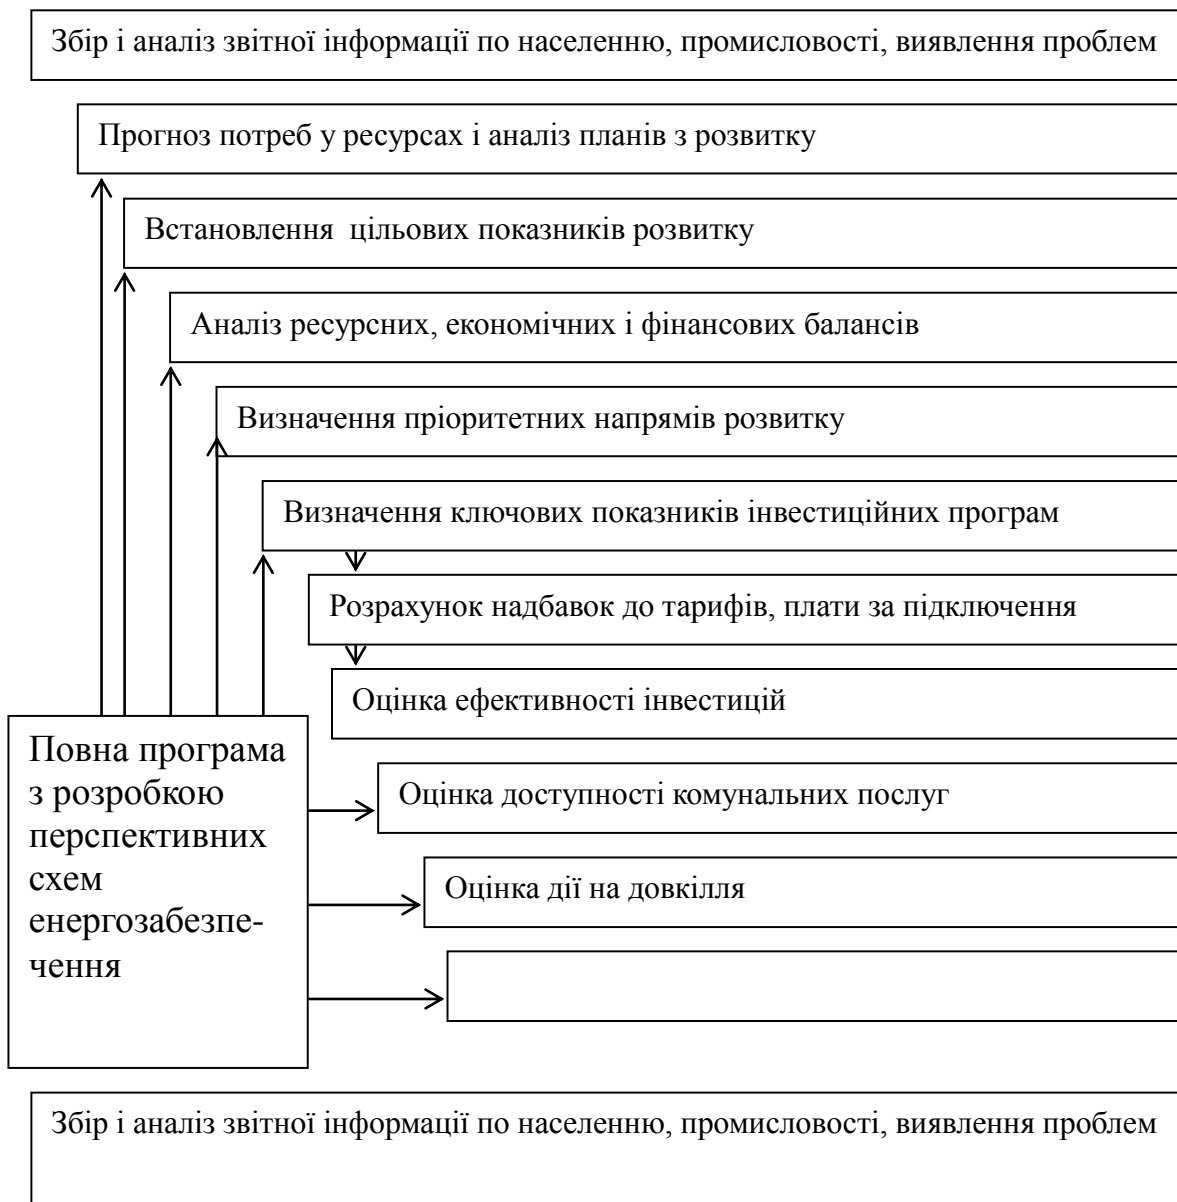 Збір і аналіз звітної інформації по населенню, промисловості, виявлення проблем
Прогноз потреб у ресурсах і аналіз планів з розвитку
Встановлення  цільових показників розвитку
Аналіз ресурсних, економічних і фінансових балансів
Визначення пріоритетних напрямів розвитку
Визначення ключових показників інвестиційних програм
Розрахунок надбавок до тарифів, плати за підключення
Оцінка ефективності інвестицій
Повна програма
з розробкою
перспективних
схем
енергозабезпе-
чення
Оцінка доступності комунальних послуг
Оцінка дії на довкілля
Збір і аналіз звітної інформації по населенню, промисловості, виявлення проблем